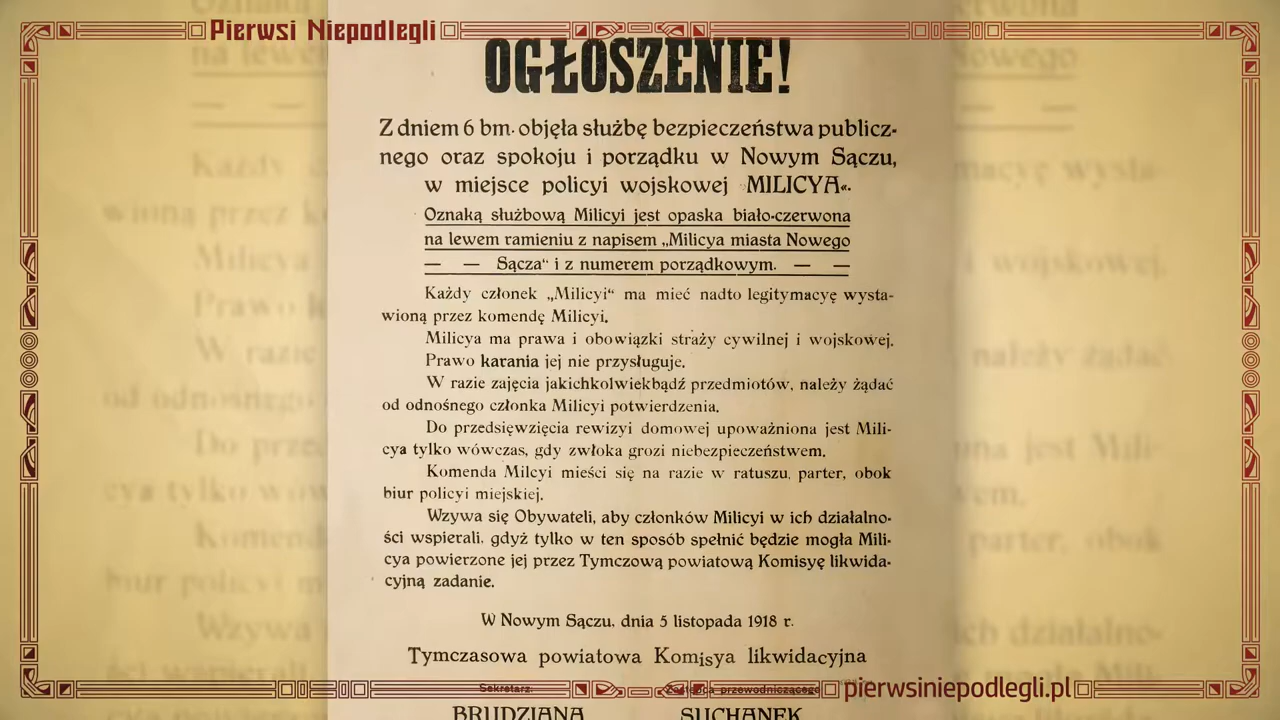 Pierwsi Niepodlegli
OGŁOSZENIE!
Z dniem 6 bm. objęła służbę bezpieczeństwa publicz-
nego oraz spokoju i porządku w Nowym Sączu,
w miejsce policyi wojskowej MILICYA«.
Oznaką służbową Milicyi jest opaska biało-czerwona
na lewem ramieniu z napisem „Milicya miasta Nowego
— — Sącza“ i z numerem porządkowym. — —
Każdy członek „Milicyi“ ma mieć nadto legitymacyę wysta-
wioną przez komendę Milicyi.
Milicya ma prawa i obowiązki straży cywilnej i wojskowej.
Prawo karania jej nie przysługuje.
W razie zajęcia jakichkolwiekbądź przedmiotów, należy żądać
od odnośnego członka Milicyi potwierdzenia.
Do przedsięwzięcia rewizyi domowej upoważniona jest Mili-
cya tylko wówczas, gdy zwłoka grozi niebezpieczeństwem.
Komenda Milcyi mieści się na razie w ratuszu, parter, obok
biur policyi miejskiej.
Wzywa się Obywateli, aby członków Milicyi w ich działalno-
ści wspierali, gdyż tylko w ten sposób spełnić będzie mogła Mili-
cya powierzone jej przez Tymczową powiatową Komisyę likwida-
cyjną zadanie.
W Nowym Sączu, dnia 5 listopada 1918 r.
Tymczasowa powiatowa Komisya likwidacyjna
Sekretarz: Zastępca przewodniczącego
pierwsiniepodlegli.pl
BRUDZIANA SUCHANEK